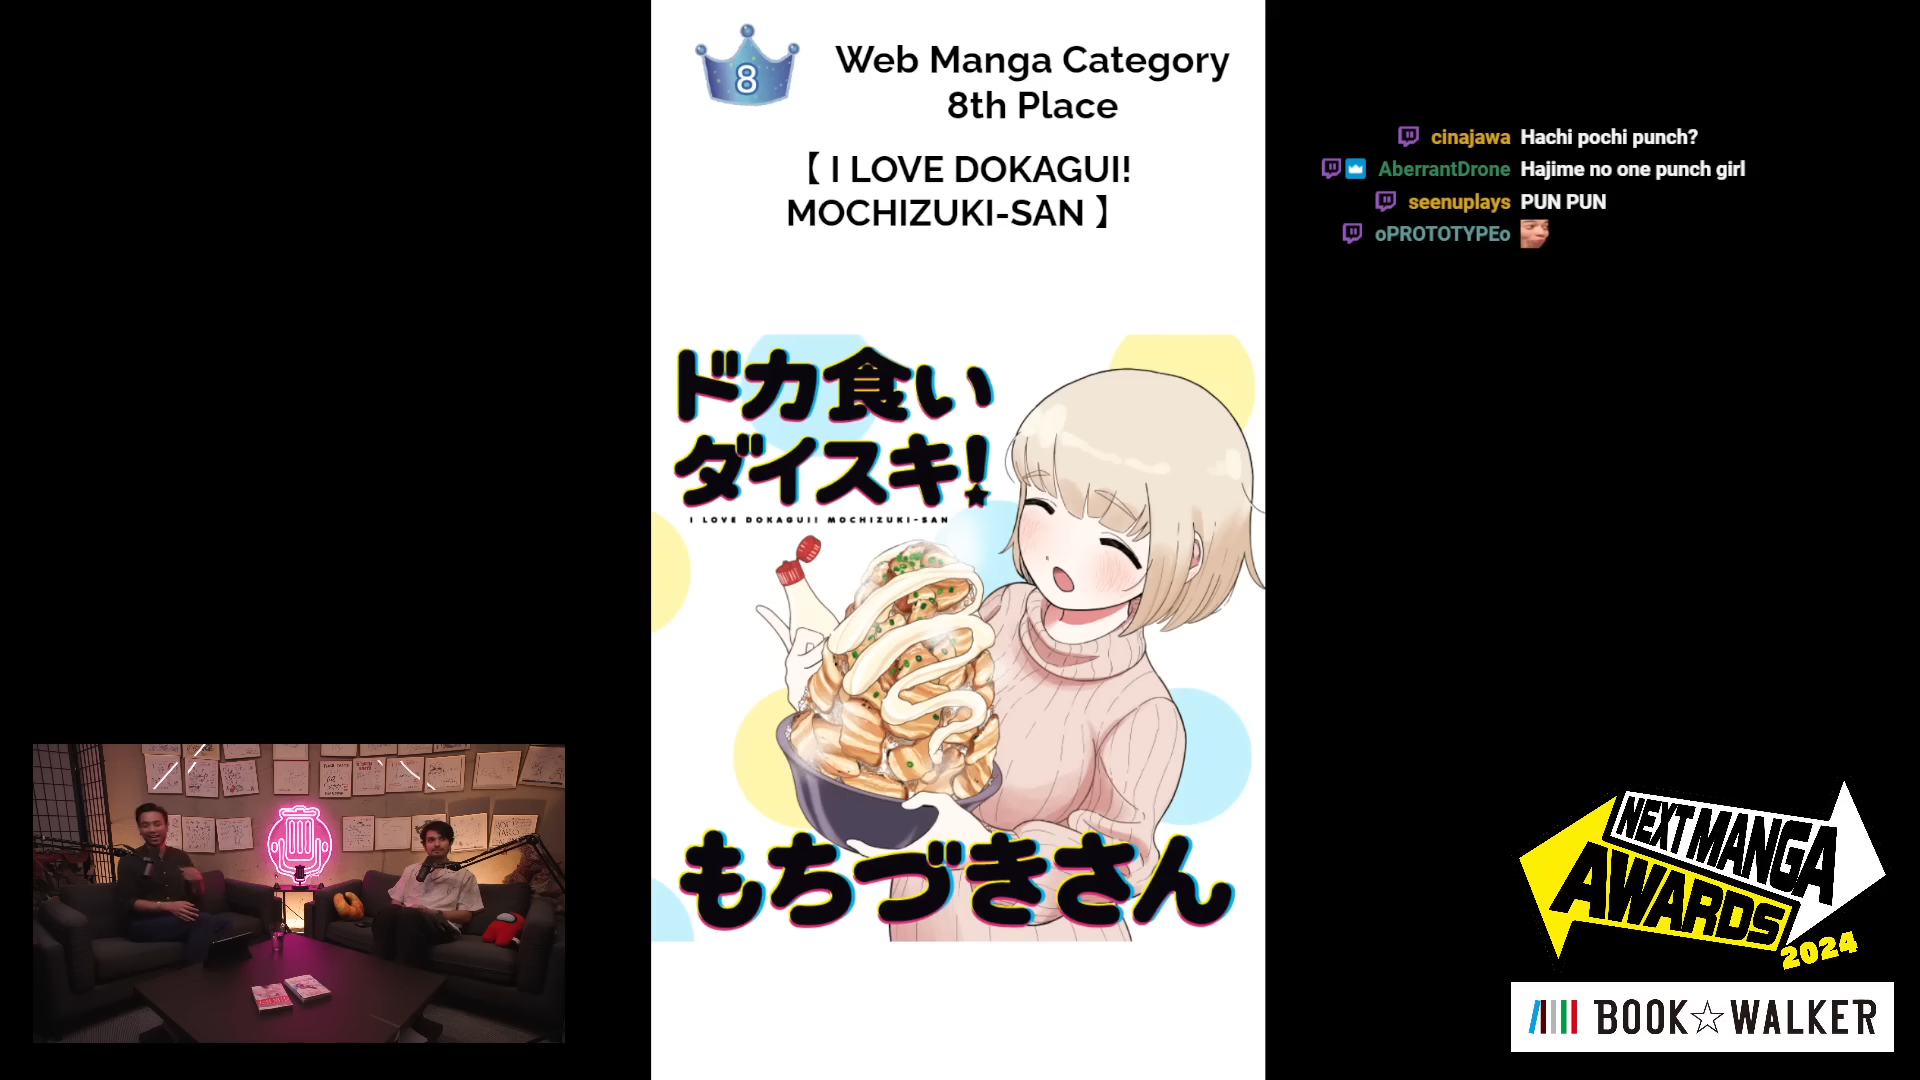 8
Web Manga Category
8th Place
【 I LOVE DOKAGUI!
MOCHIZUKI-SAN 】
ドカ食い
ダイスキ!
I LOVE DOKAGUI! MOCHIZUKI-SAN
もちづきさん
cinajawa Hachi pochi punch?
AberrantDrone Hajime no one punch girl
seenuplays PUN PUN
oPROTOTYPEo
NEXT MANGA
AWARDS
2024
BOOK☆WALKER